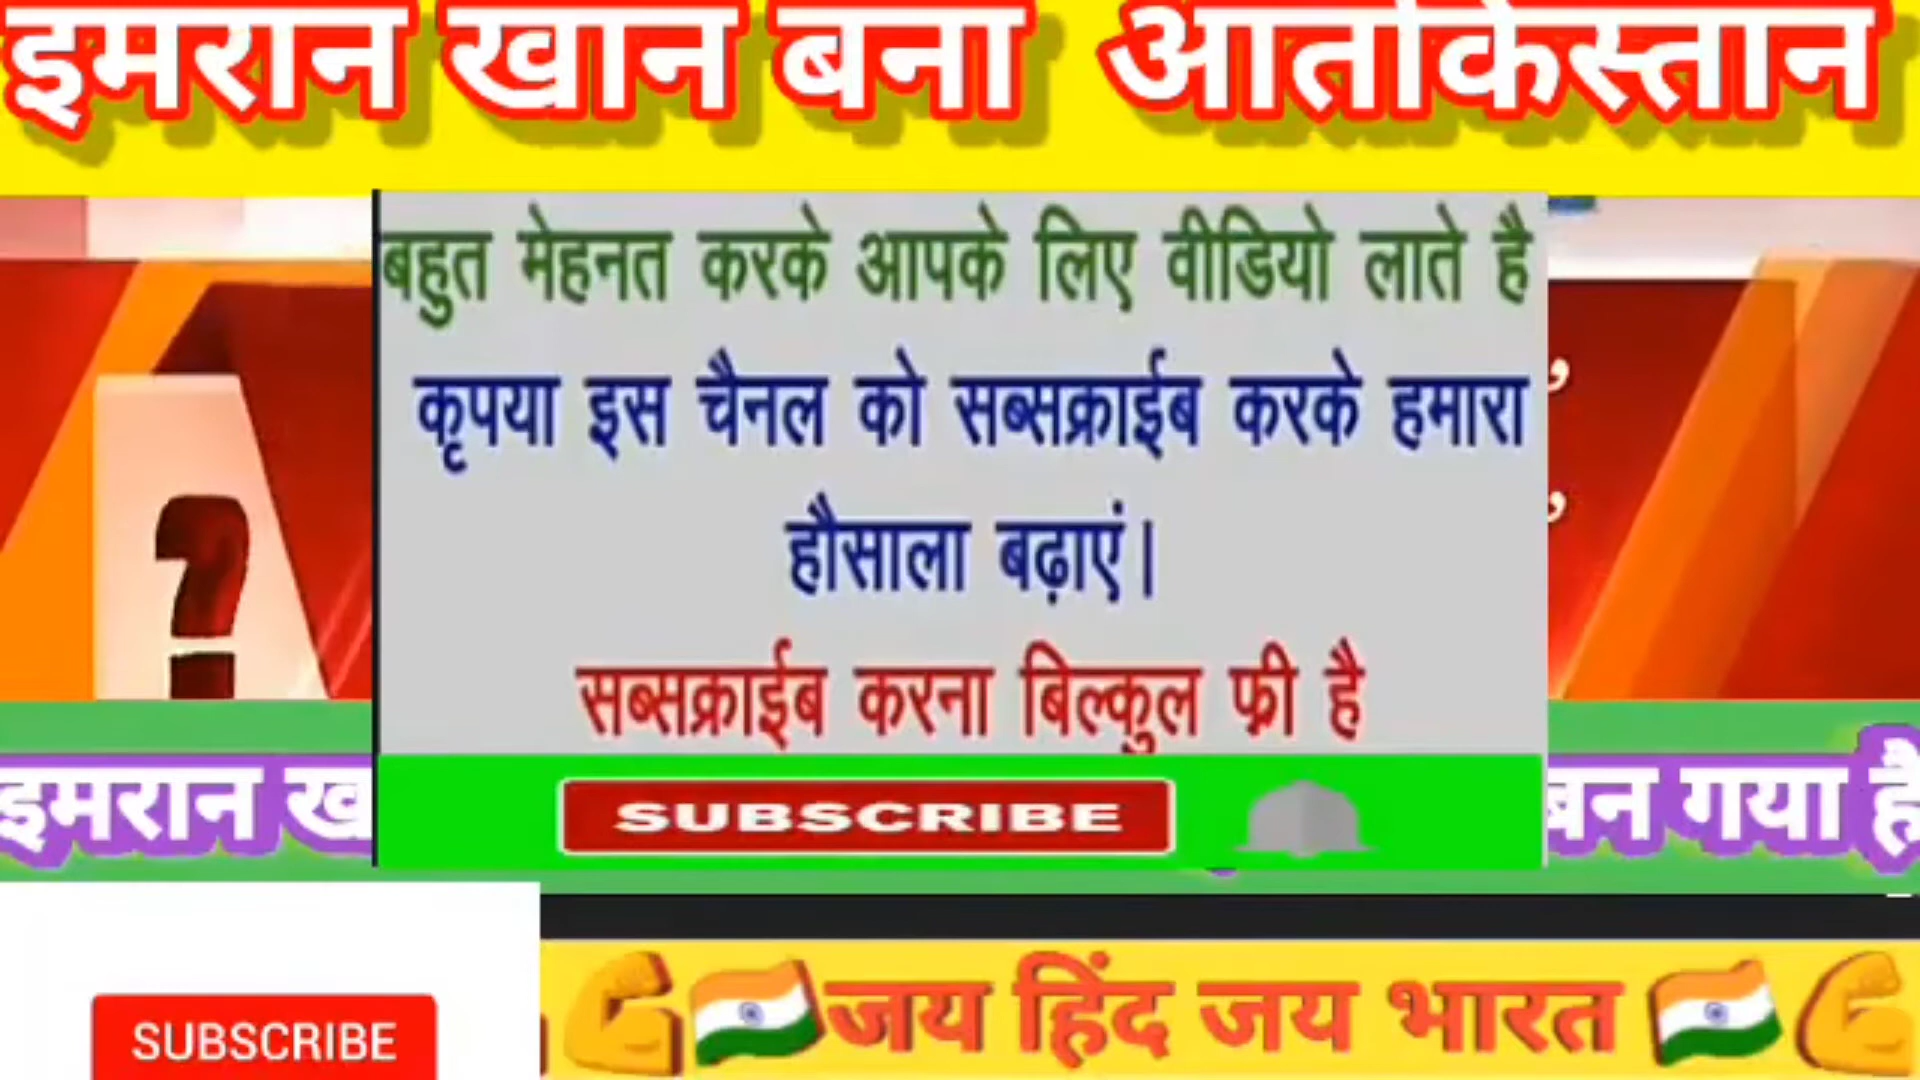 इमरान खान बना आतंकिस्तान
बहुत मेहनत करके आपके लिए वीडियो लाते है
कृपया इस चैनल को सब्सक्राईब करके हमारा
हौसाला बढ़ाएं।
सब्सक्राईब करना बिल्कुल फ्री है
SUBSCRIBE
इमरान ख
बन गया है
SUBSCRIBE
💪🇮🇳जय हिंद जय भारत 🇮🇳💪